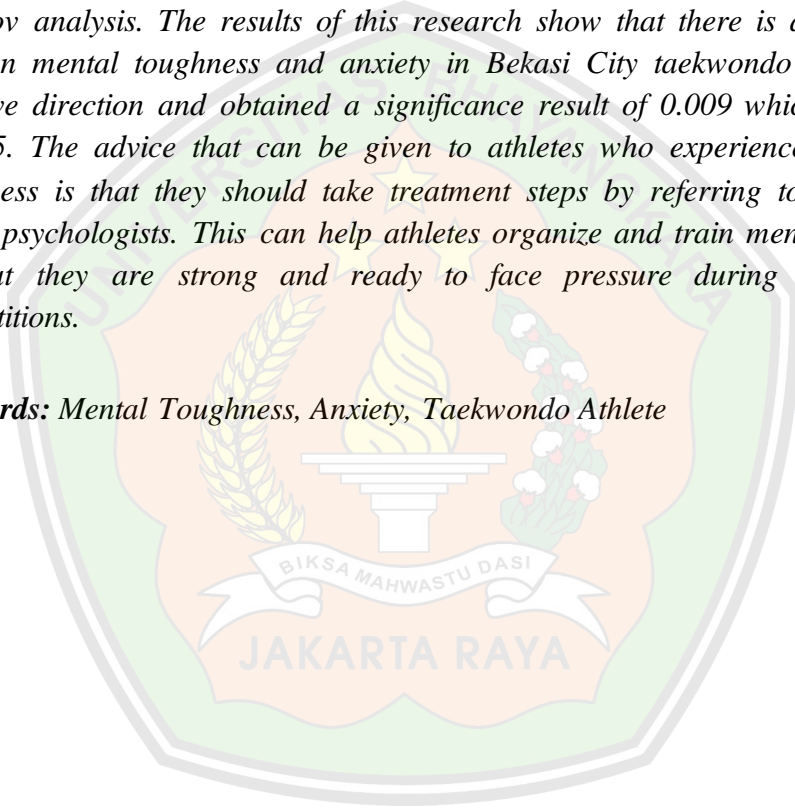 ov analysis. The results of this research show that there is a
n mental toughness and anxiety in Bekasi City taekwondo
ve direction and obtained a significance result of 0.009 whic
5. The advice that can be given to athletes who experience
ess is that they should take treatment steps by referring to
psychologists. This can help athletes organize and train men
at they are strong and ready to face pressure during
titions.
rds: Mental Toughness, Anxiety, Taekwondo Athlete
UNIVERSITAS BHAYANGKARA
BIKSA MAHWASTU DASI
JAKARTA RAYA